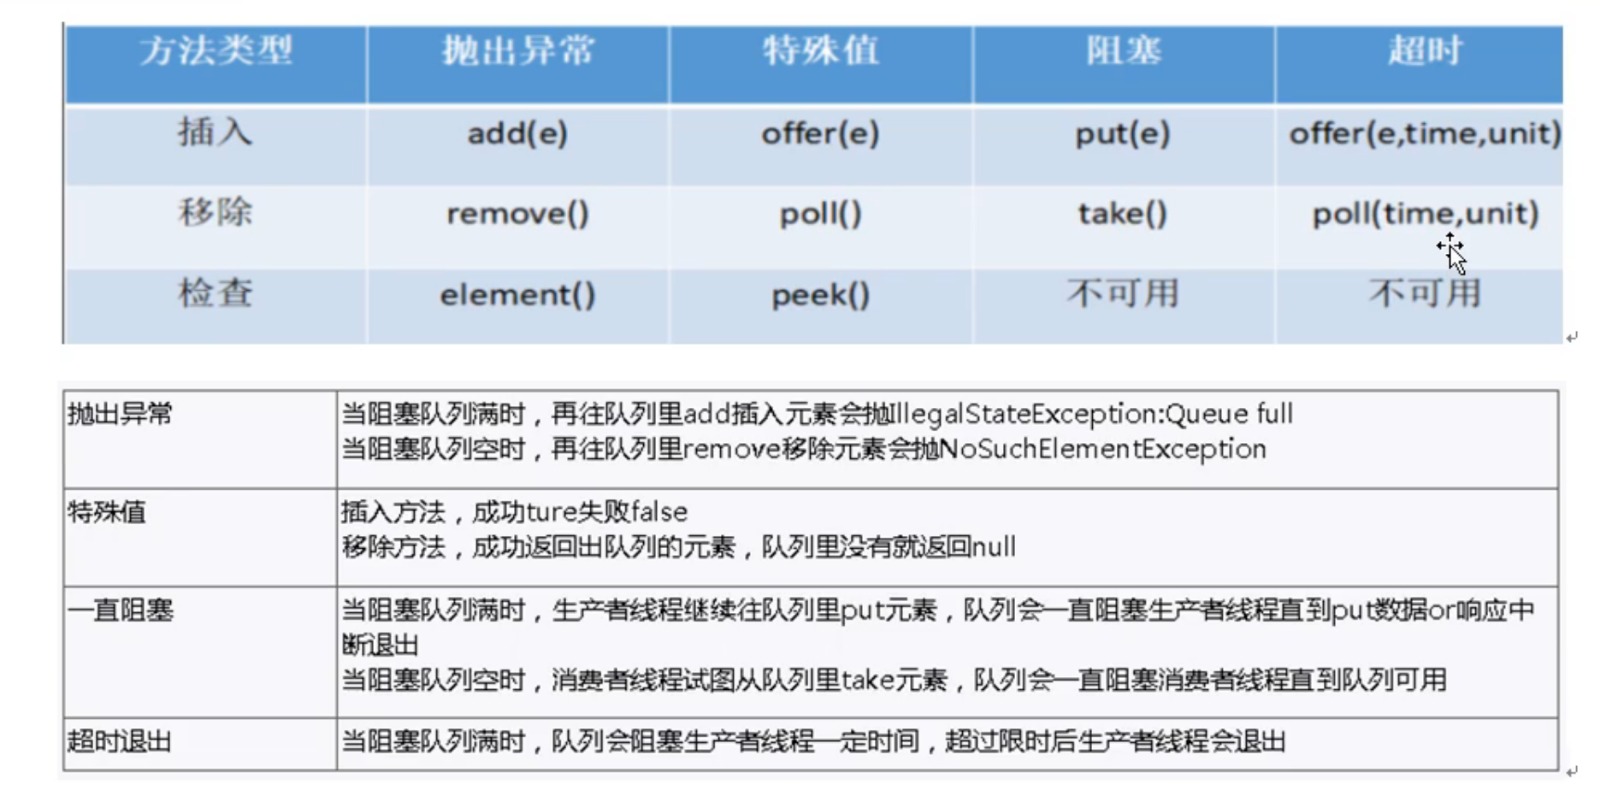 方法类型 抛出异常 特殊值 阻塞 超时
插入 add(e) offer(e) put(e) offer(e,time,unit)
移除 remove() poll() take() poll(time,unit)
检查 element() peek() 不可用 不可用
抛出异常 当阻塞队列满时，再往队列里add插入元素会抛IllegalStateException:Queue full
当阻塞队列空时，再往队列里remove移除元素会抛NoSuchElementException
特殊值 插入方法，成功ture失败false
移除方法，成功返回出队列的元素，队列里没有就返回null
一直阻塞 当阻塞队列满时，生产者线程继续往队列里put元素，队列会一直阻塞生产者线程直到put数据or响应中
断退出
当阻塞队列空时，消费者线程试图从队列里take元素，队列会一直阻塞消费者线程直到队列可用
超时退出 当阻塞队列满时，队列会阻塞生产者线程一定时间，超过限时后生产者线程会退出